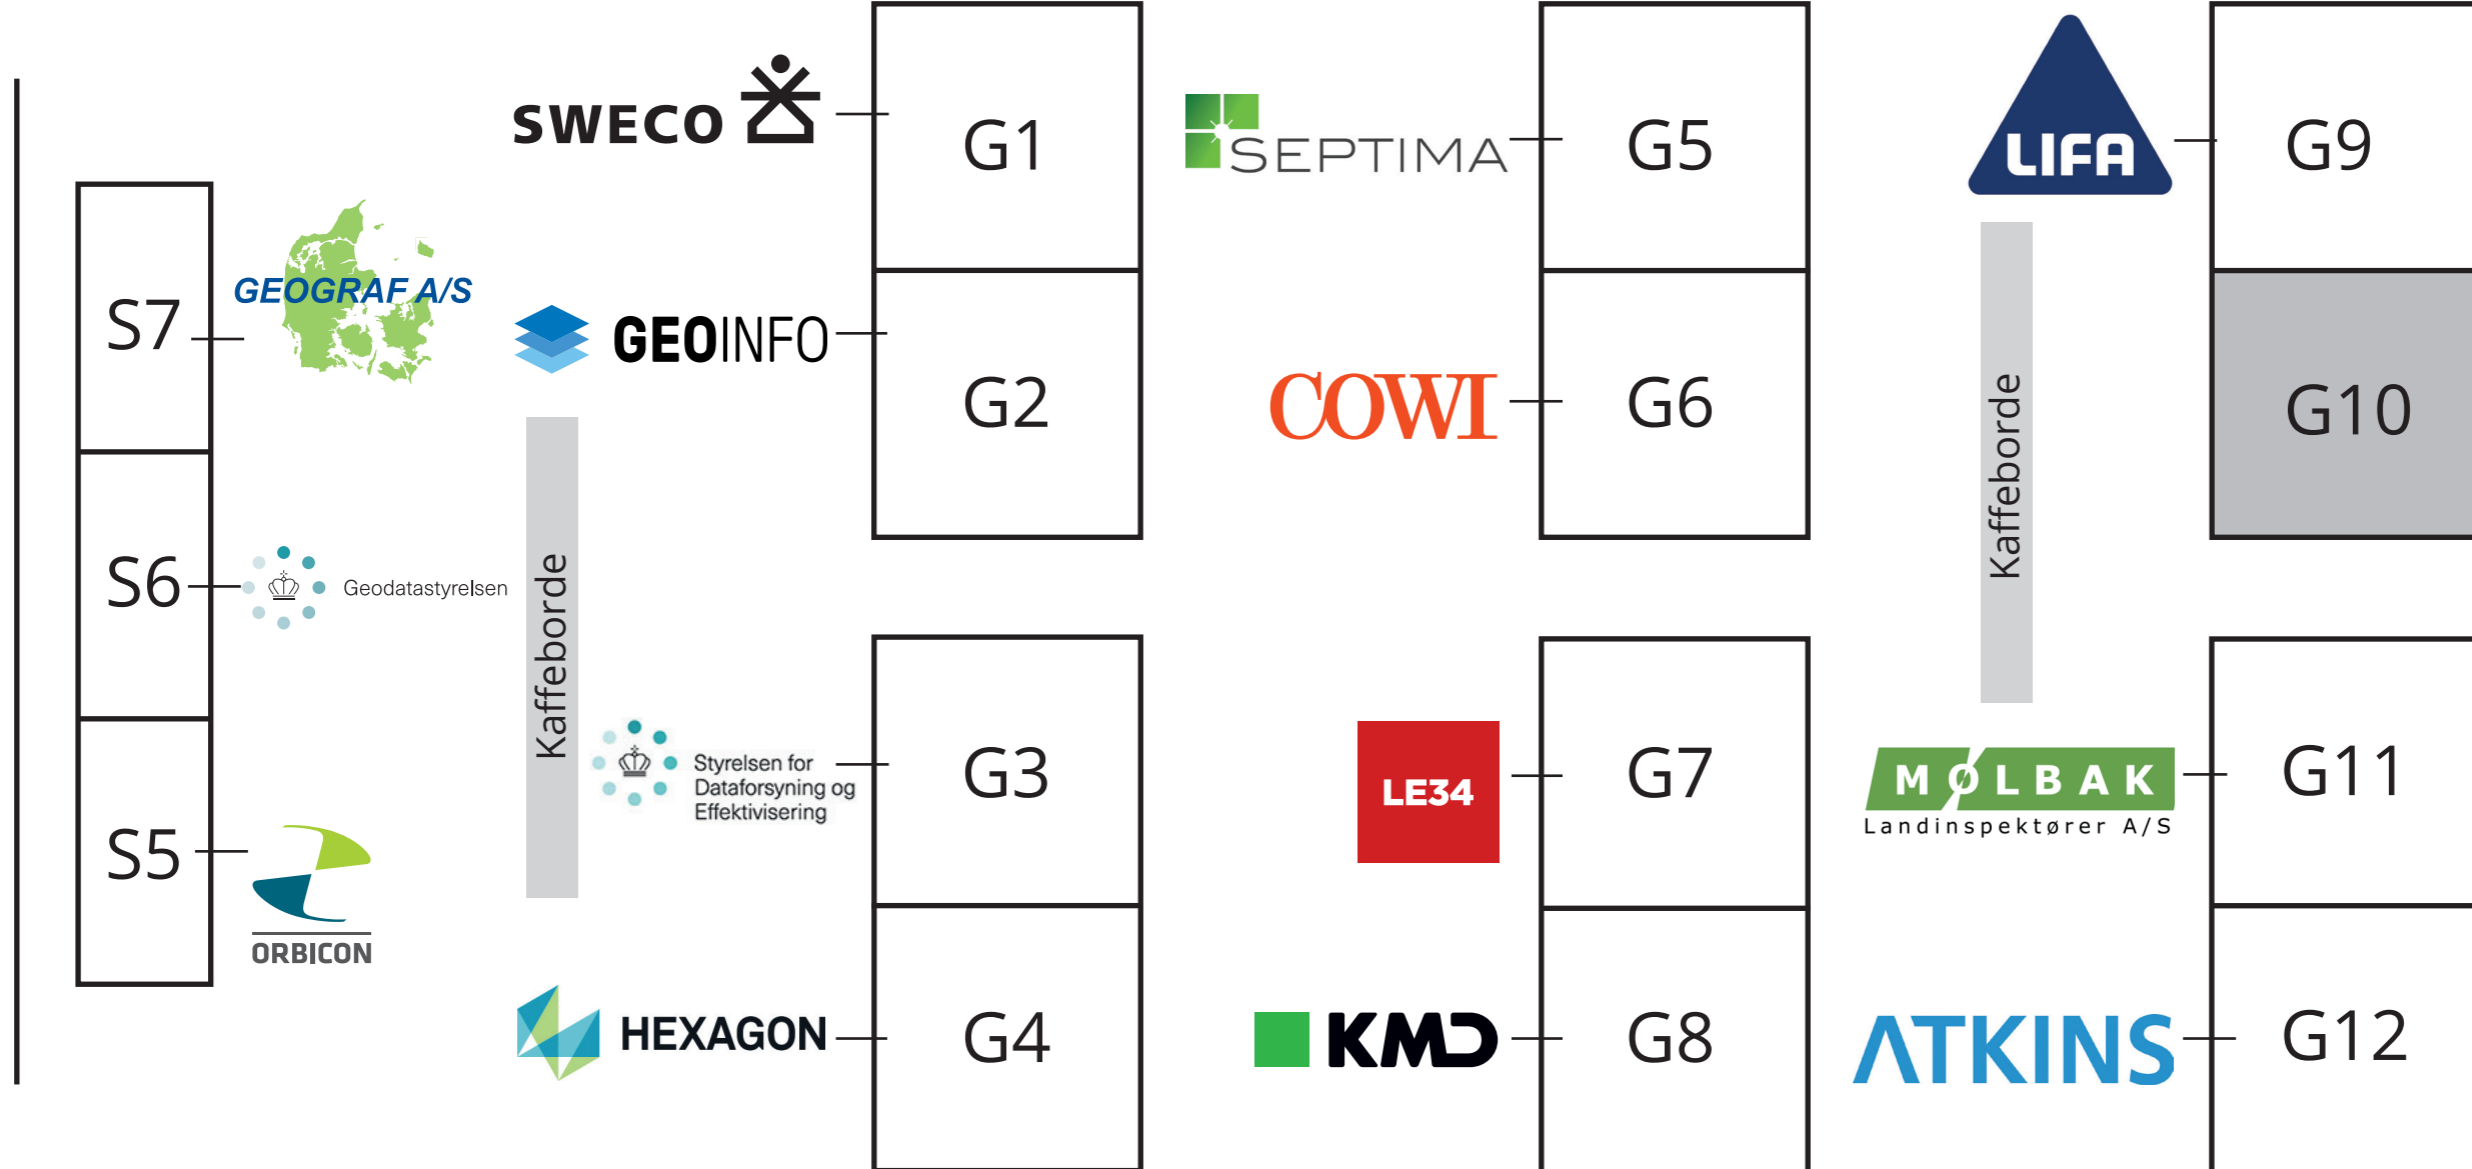 SWECO
G1
SEPTIMA
G5
LIFA
G9
S7
GEOGRAF A/S
GEOINFO
G2
COWI
G6
Kaffeborde
G10
S6
Geodatastyrelsen
Kaffeborde
S5
ORBICON
Styrelsen for
Dataforsyning og
Effektivisering
G3
LE34
G7
MØLBAK
Landinspektører A/S
G11
HEXAGON
G4
KMD
G8
ATKINS
G12